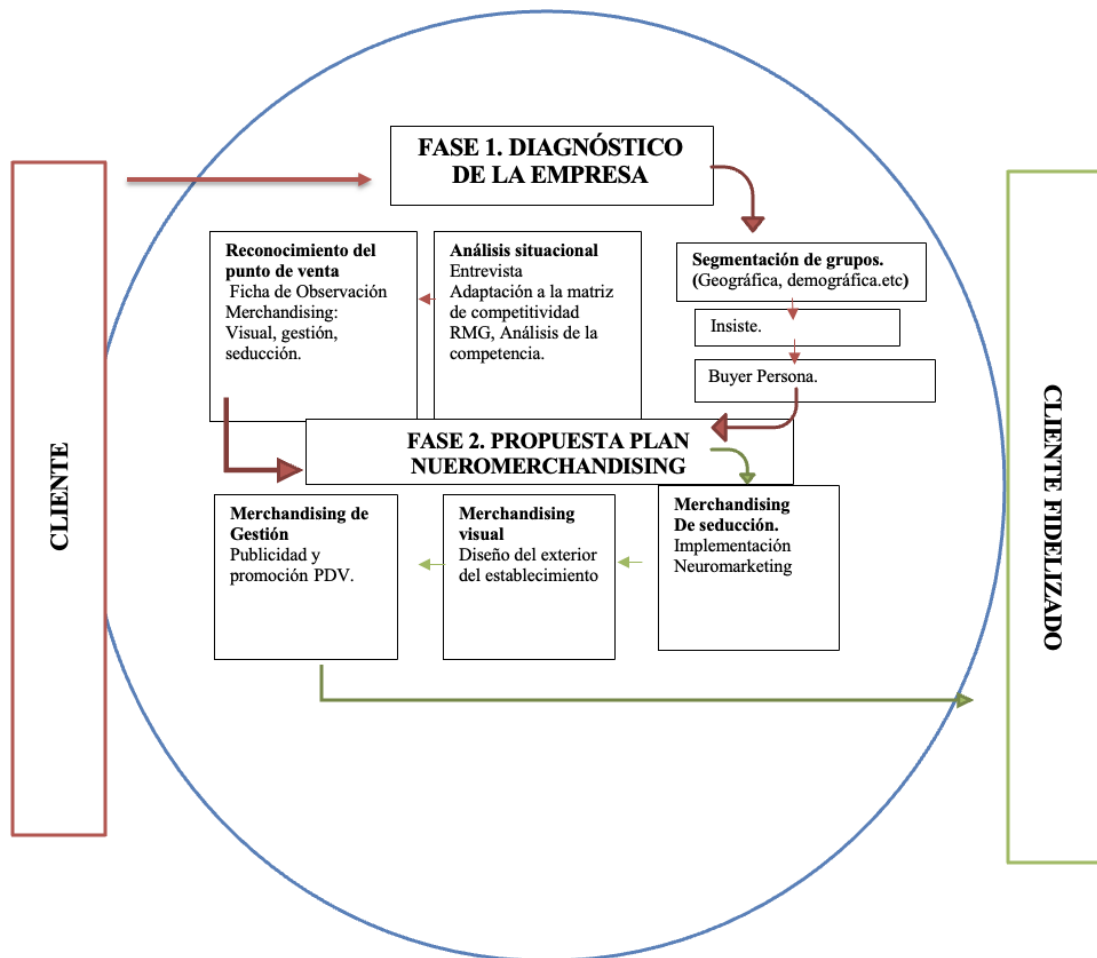 FASE 1. DIAGNÓSTICO
DE LA EMPRESA
CLIENTE
Reconocimiento del
punto de venta
Ficha de Observación
Merchandising:
Visual, gestión,
seducción.
Análisis situacional
Entrevista
Adaptación a la matriz
de competitividad
RMG, Análisis de la
competencia.
Segmentación de grupos.
(Geográfica, demográfica.etc)
Insiste.
Buyer Persona.
FASE 2. PROPUESTA PLAN
NUEROMERCHANDISING
Merchandising de
Gestión
Publicidad y
promoción PDV.
Merchandising
visual
Diseño del exterior
del establecimiento
Merchandising
De seducción.
Implementación
Neuromarketing
CLIENTE FIDELIZADO